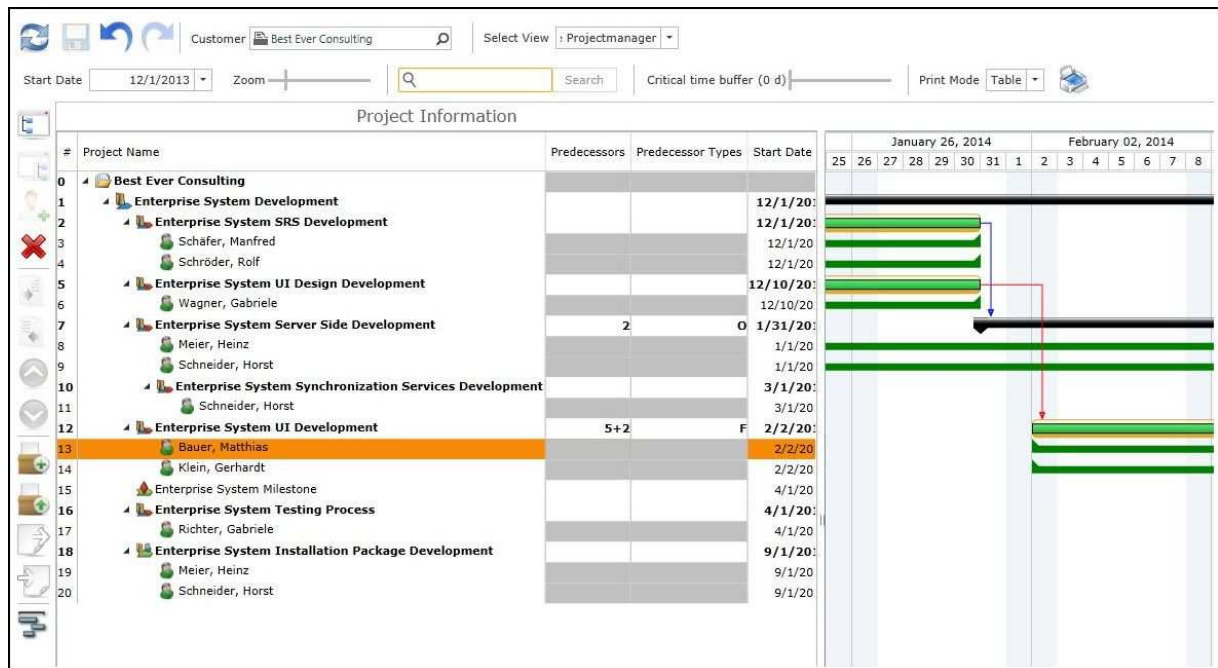 Customer Best Ever Consulting Select View : Projectmanager
Start Date 12/1/2013 Zoom Search Critical time buffer (0 d) Print Mode Table
Project Information
January 26, 2014 February 02, 2014
# Project Name Predecessors Predecessor Types Start Date
25 26 27 28 29 30 31 1 2 3 4 5 6 7 8
0 Best Ever Consulting
1 Enterprise System Development 12/1/201
2 Enterprise System SRS Development 12/1/201
3 Schäfer, Manfred 12/1/20
4 Schröder, Rolf 12/1/20
5 Enterprise System UI Design Development 12/10/201
6 Wagner, Gabriele 12/10/20
7 Enterprise System Server Side Development 2 O 1/31/201
8 Meier, Heinz 1/1/20
9 Schneider, Horst 1/1/20
10 Enterprise System Synchronization Services Development 3/1/201
11 Schneider, Horst 3/1/20
12 Enterprise System UI Development 5+2 F 2/2/201
13 Bauer, Matthias 2/2/20
14 Klein, Gerhardt 2/2/20
15 Enterprise System Milestone 4/1/20
16 Enterprise System Testing Process 4/1/201
17 Richter, Gabriele 4/1/20
18 Enterprise System Installation Package Development 9/1/201
19 Meier, Heinz 9/1/20
20 Schneider, Horst 9/1/20